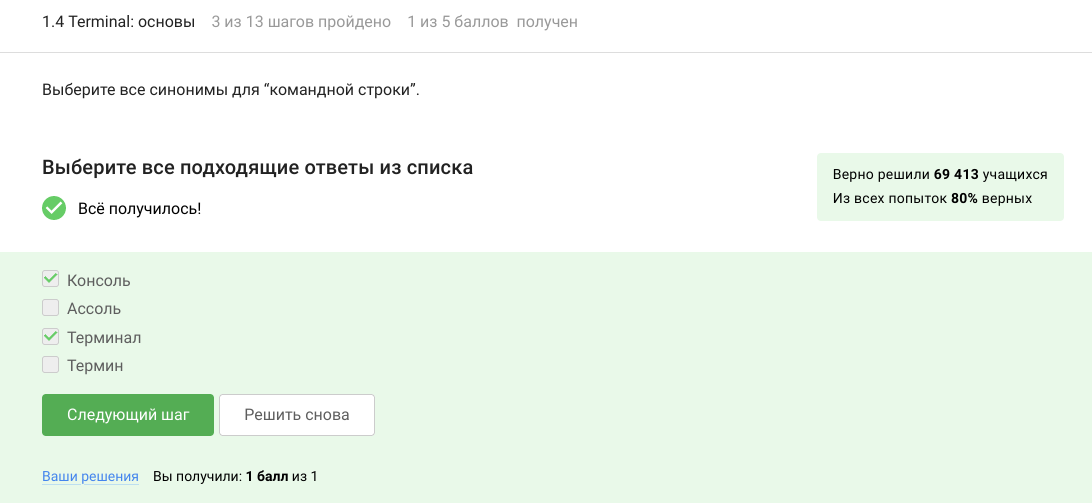 1.4 Terminal: основы 3 из 13 шагов пройдено 1 из 5 баллов получен
Выберите все синонимы для “командной строки”.
Выберите все подходящие ответы из списка
Верно решили 69 413 учащихся
Из всех попыток 80% верных
Всё получилось!
Консоль
Ассоль
Терминал
Термин
Следующий шаг Решить снова
Ваши решения Вы получили: 1 балл из 1